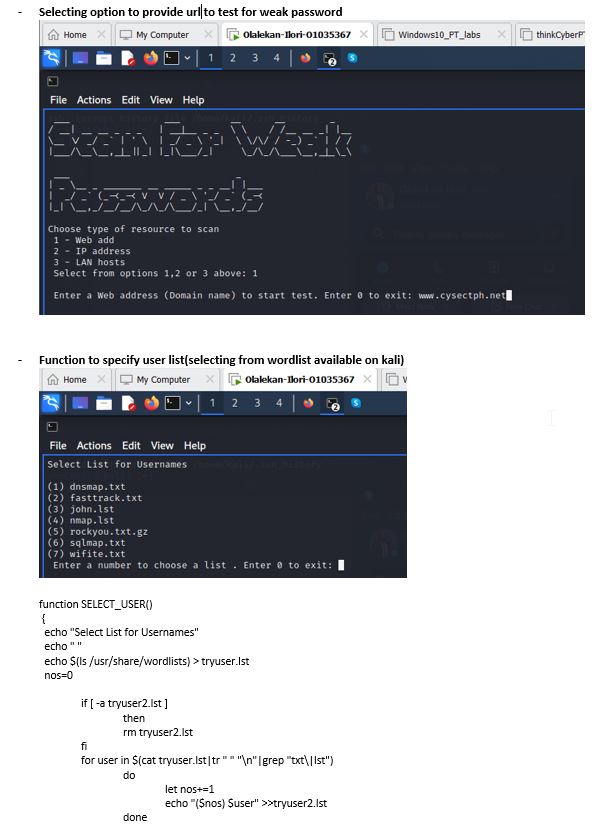 - Selecting option to provide url to test for weak password
Home × My Computer × Olalekan-Ilori-01035367 × Windows10_PT_labs × thinkCyberP
1 2 3 4 2 S
File Actions Edit View Help
Choose type of resource to scan
1 - Web add
2 - IP address
3 - LAN hosts
Select from options 1,2 or 3 above: 1
Enter a Web address (Domain name) to start test. Enter 0 to exit: www.cysectph.net
- Function to specify user list(selecting from wordlist available on kali)
Home × My Computer × Olalekan-Ilori-01035367 ×
1 2 3 4 2 S
File Actions Edit View Help
Select List for Usernames
(1) dnsmap.txt
(2) fasttrack.txt
(3) john.lst
(4) nmap.lst
(5) rockyou.txt.gz
(6) sqlmap.txt
(7) wifite.txt
Enter a number to choose a list . Enter 0 to exit:
function SELECT_USER()
{
echo "Select List for Usernames"
echo " "
echo $(ls /usr/share/wordlists) > tryuser.lst
nos=0
if [ -a tryuser2.lst ]
then
rm tryuser2.lst
fi
for user in $(cat tryuser.lst|tr " " "\n"|grep "txt\|lst")
do
let nos+=1
echo "($nos) $user" >>tryuser2.lst
done